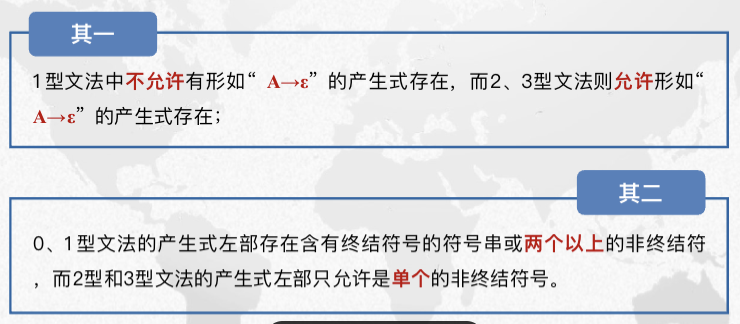 其一
1型文法中不允许有形如“ A→ε”的产生式存在，而2、3型文法则允许形如“
A→ε”的产生式存在；
其二
0、1型文法的产生式左部存在含有终结符号的符号串或两个以上的非终结符
，而2型和3型文法的产生式左部只允许是单个的非终结符号。